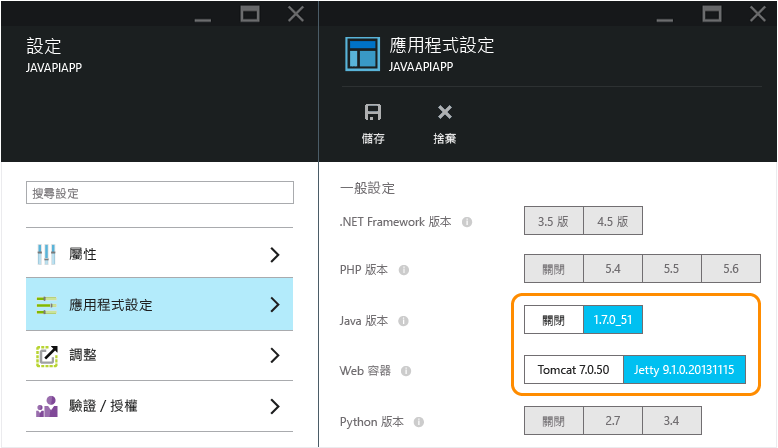 設定
JAVAPIAPP
搜尋設定
屬性
應用程式設定
調整
驗證 / 授權
應用程式設定
JAVAAPIAPP
儲存
捨棄
一般設定
.NET Framework 版本 3.5 版 4.5 版
PHP 版本 關閉 5.4 5.5 5.6
Java 版本 關閉 1.7.0_51
Web 容器 Tomcat 7.0.50 Jetty 9.1.0.20131115
Python 版本 關閉 2.7 3.4